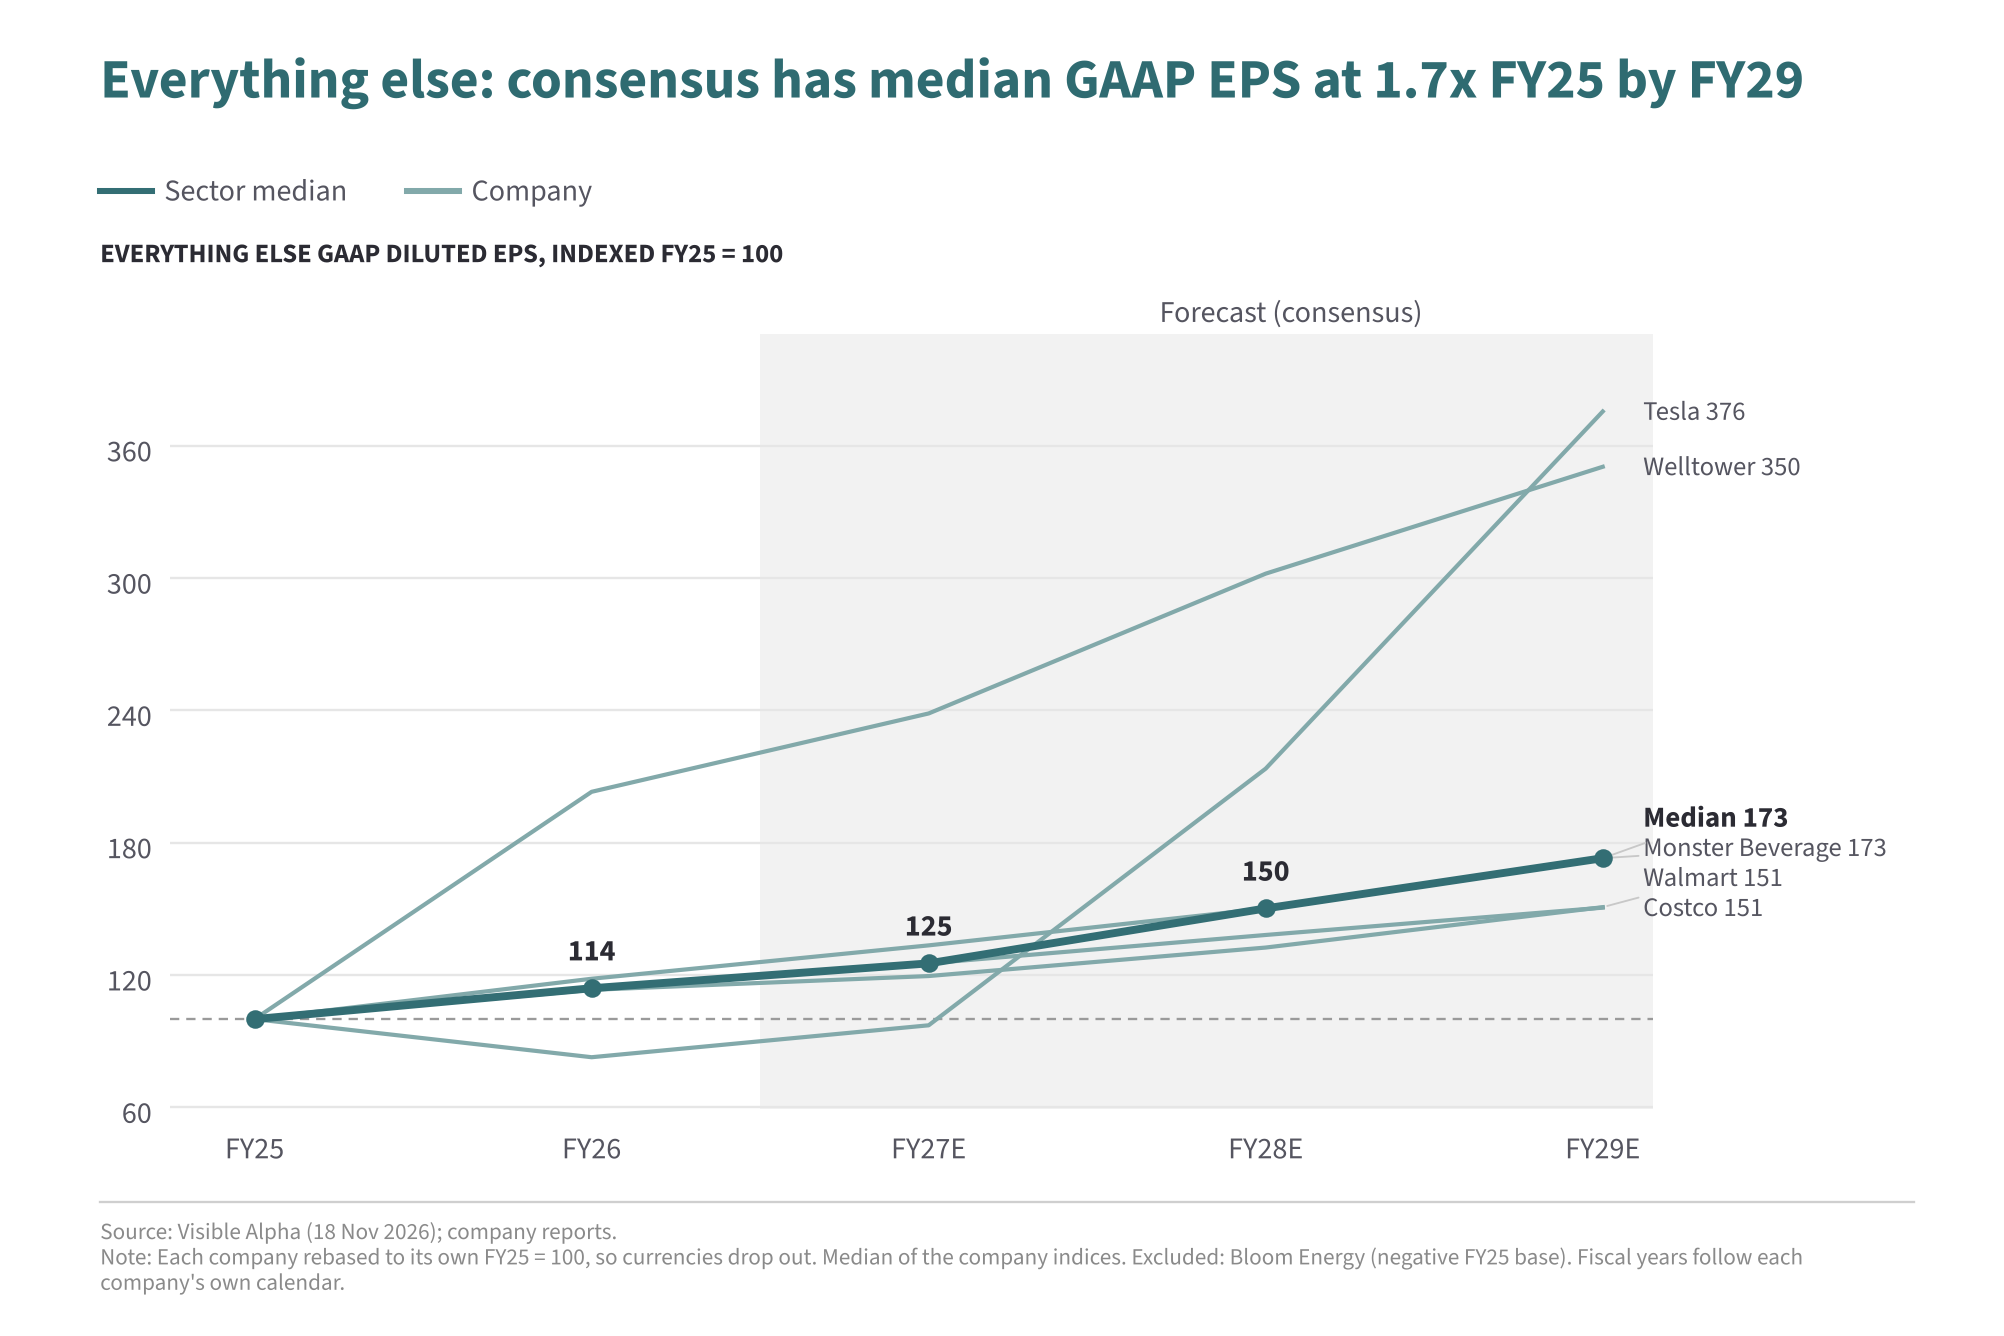 Everything else: consensus has median GAAP EPS at 1.7x FY25 by FY29
Sector median
Company
EVERYTHING ELSE GAAP DILUTED EPS, INDEXED FY25 = 100
Forecast (consensus)
360
300
240
180
120
60
114
125
150
Tesla 376
Welltower 350
Median 173
Monster Beverage 173
Walmart 151
Costco 151
FY25
FY26
FY27E
FY28E
FY29E
Source: Visible Alpha (18 Nov 2026); company reports.
Note: Each company rebased to its own FY25 = 100, so currencies drop out. Median of the company indices. Excluded: Bloom Energy (negative FY25 base). Fiscal years follow each
company's own calendar.